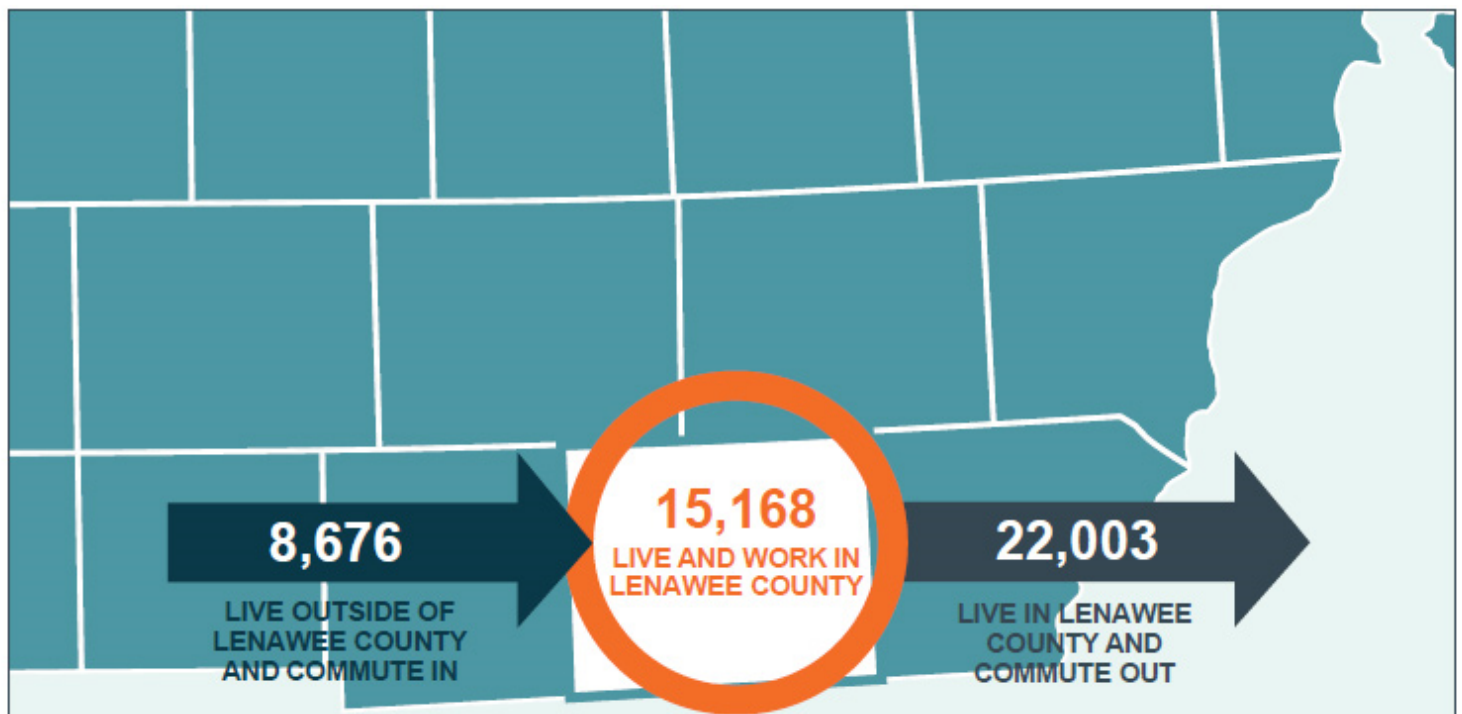 8,676
LIVE OUTSIDE OF
LENAWEE COUNTY
AND COMMUTE IN
15,168
LIVE AND WORK IN
LENAWEE COUNTY
22,003
LIVE IN LENAWEE
COUNTY AND
COMMUTE OUT